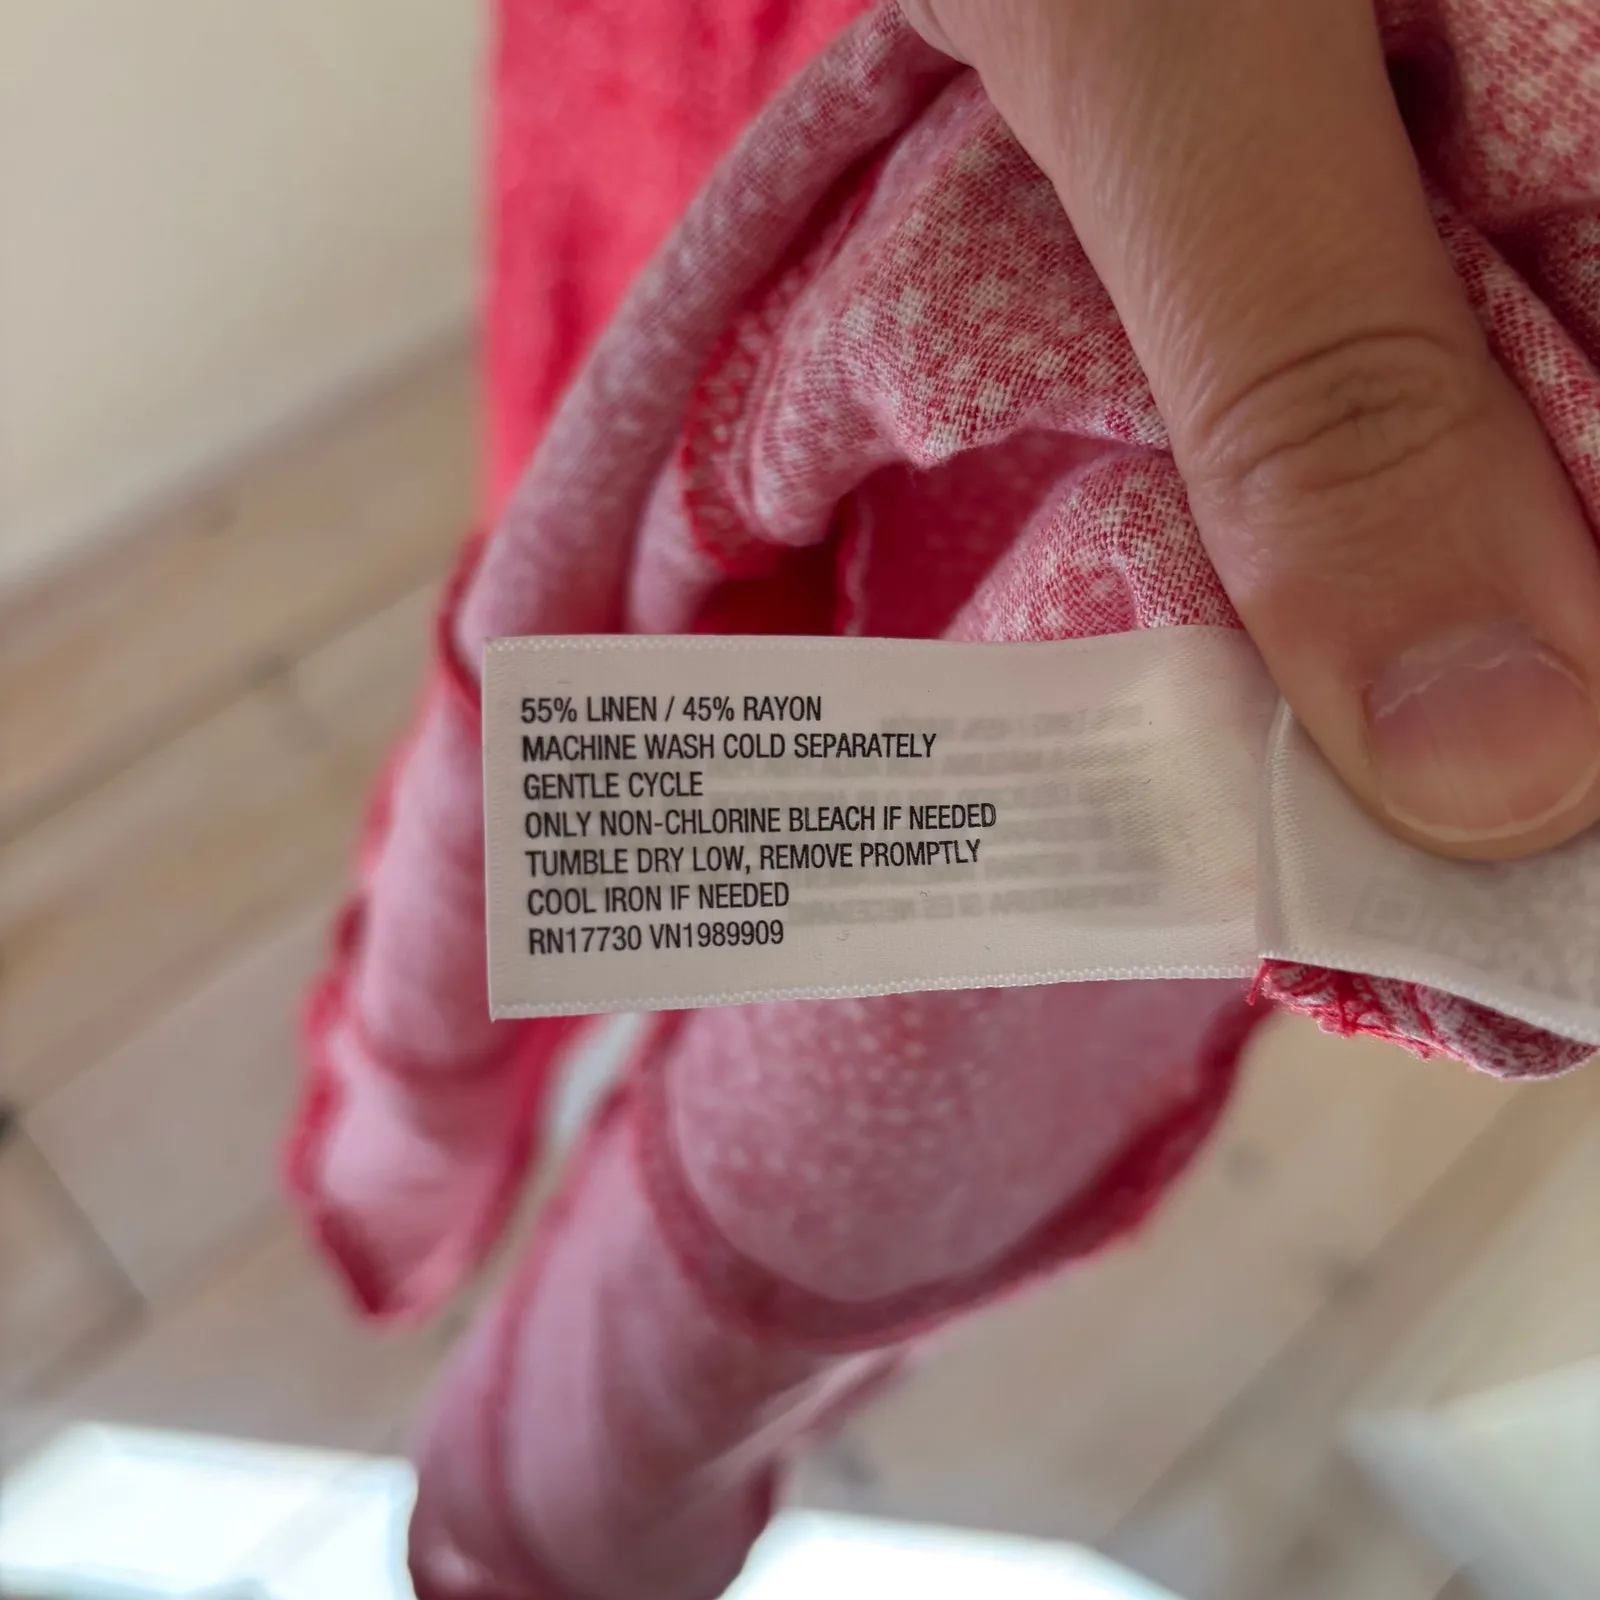 55% LINEN / 45% RAYON
MACHINE WASH COLD SEPARATELY
GENTLE CYCLE
ONLY NON-CHLORINE BLEACH IF NEEDED
TUMBLE DRY LOW, REMOVE PROMPTLY
COOL IRON IF NEEDED
RN17730 VN1989909